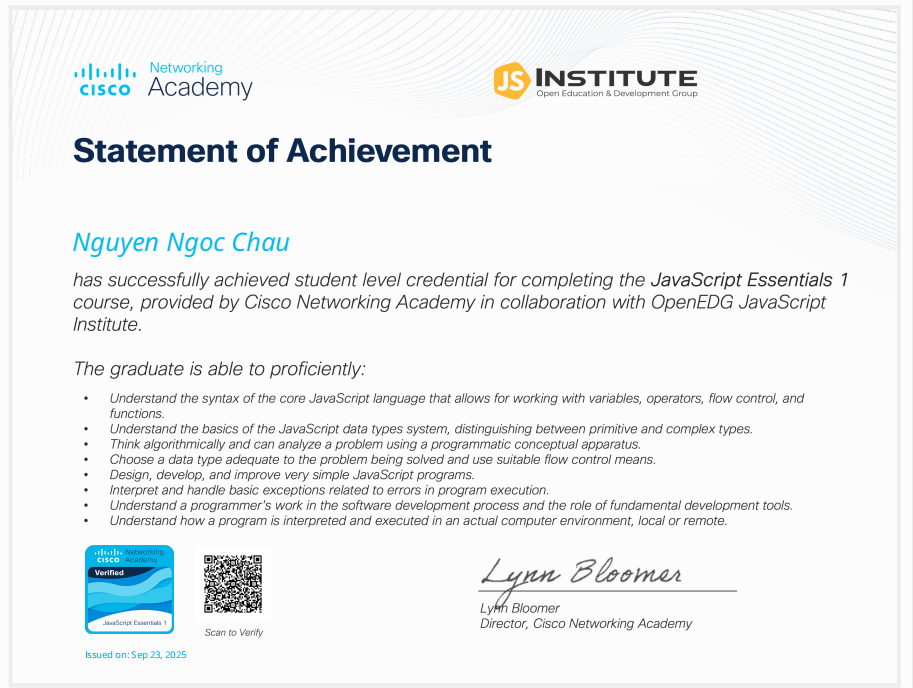 cisco
Networking
Academy
JS
INSTITUTE
Open Education & Development Group
Statement of Achievement
Nguyen Ngoc Chau
has successfully achieved student level credential for completing the JavaScript Essentials 1
course, provided by Cisco Networking Academy in collaboration with OpenEDG JavaScript
Institute.
The graduate is able to proficiently:
• Understand the syntax of the core JavaScript language that allows for working with variables, operators, flow control, and
functions.
• Understand the basics of the JavaScript data types system, distinguishing between primitive and complex types.
• Think algorithmically and can analyze a problem using a programmatic conceptual apparatus.
• Choose a data type adequate to the problem being solved and use suitable flow control means.
• Design, develop, and improve very simple JavaScript programs.
• Interpret and handle basic exceptions related to errors in program execution.
• Understand a programmer's work in the software development process and the role of fundamental development tools.
• Understand how a program is interpreted and executed in an actual computer environment, local or remote.
cisco
Networking
Academy
Verified
JavaScript Essentials 1
Scan to Verify
Issued on: Sep 23, 2025
Lynn Bloomer
Lynn Bloomer
Director, Cisco Networking Academy